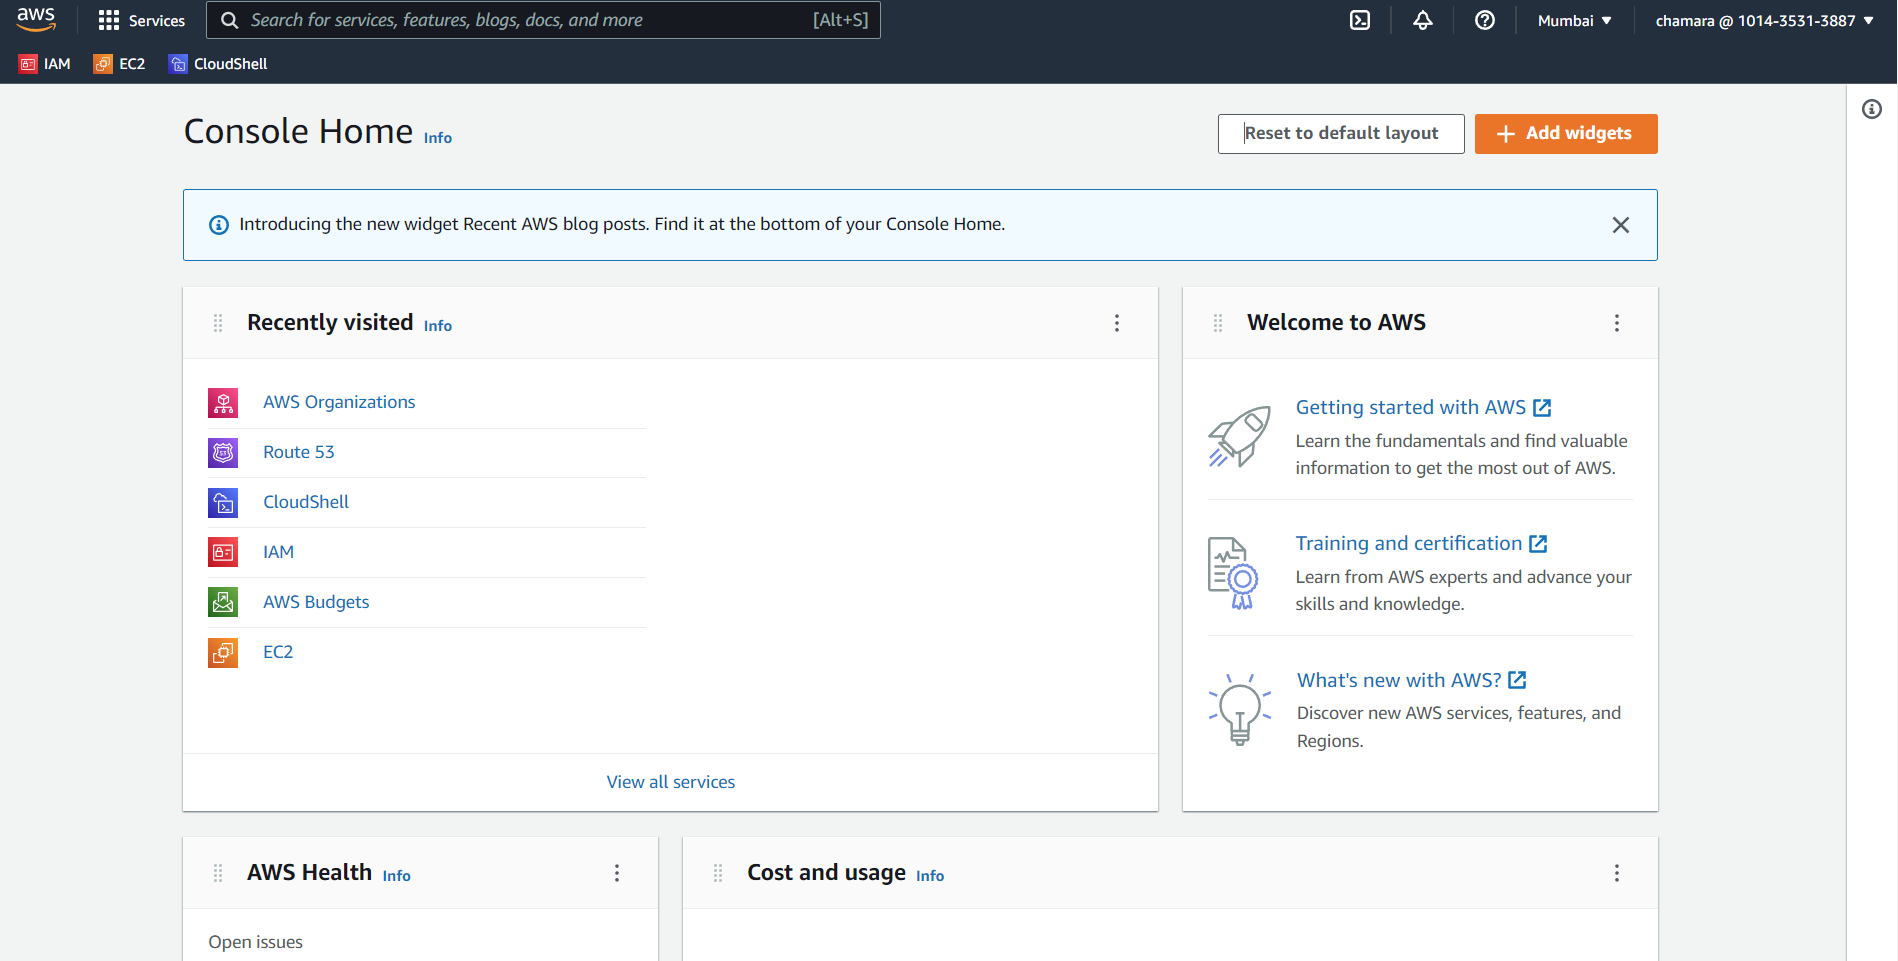 aws
Services
Search for services, features, blogs, docs, and more
[Alt+S]
Mumbai
chamara @ 1014-3531-3887
IAM
EC2
CloudShell
Console Home
Info
Reset to default layout
Add widgets
Introducing the new widget Recent AWS blog posts. Find it at the bottom of your Console Home.
Recently visited
Info
AWS Organizations
Route 53
CloudShell
IAM
AWS Budgets
EC2
View all services
Welcome to AWS
Getting started with AWS
Learn the fundamentals and find valuable
information to get the most out of AWS.
Training and certification
Learn from AWS experts and advance your
skills and knowledge.
What's new with AWS?
Discover new AWS services, features, and
Regions.
AWS Health
Info
Open issues
Cost and usage
Info